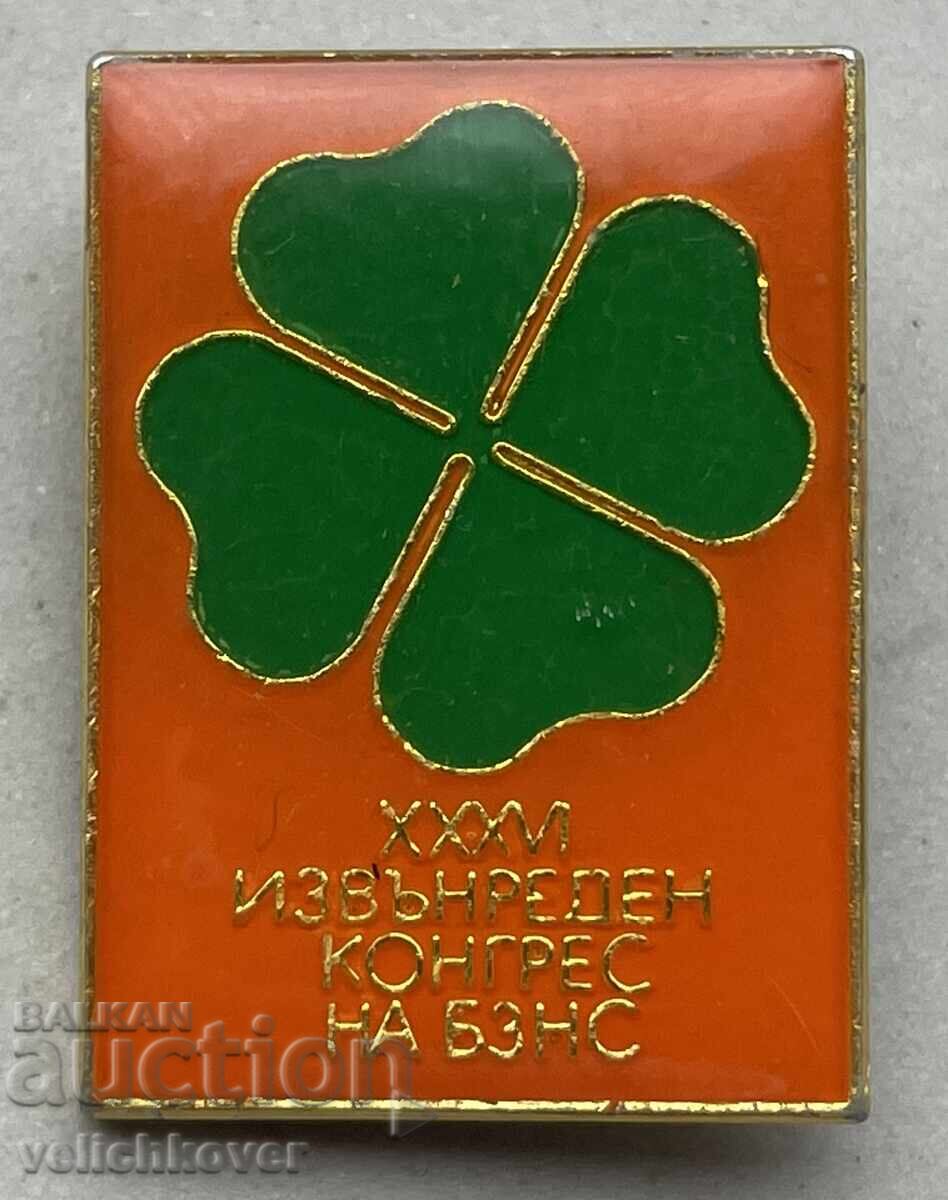 XXXVI
ИЗВЪНРЕДЕН
КОНГРЕС
НА БЗНС
BALKAN
auction
velichkover